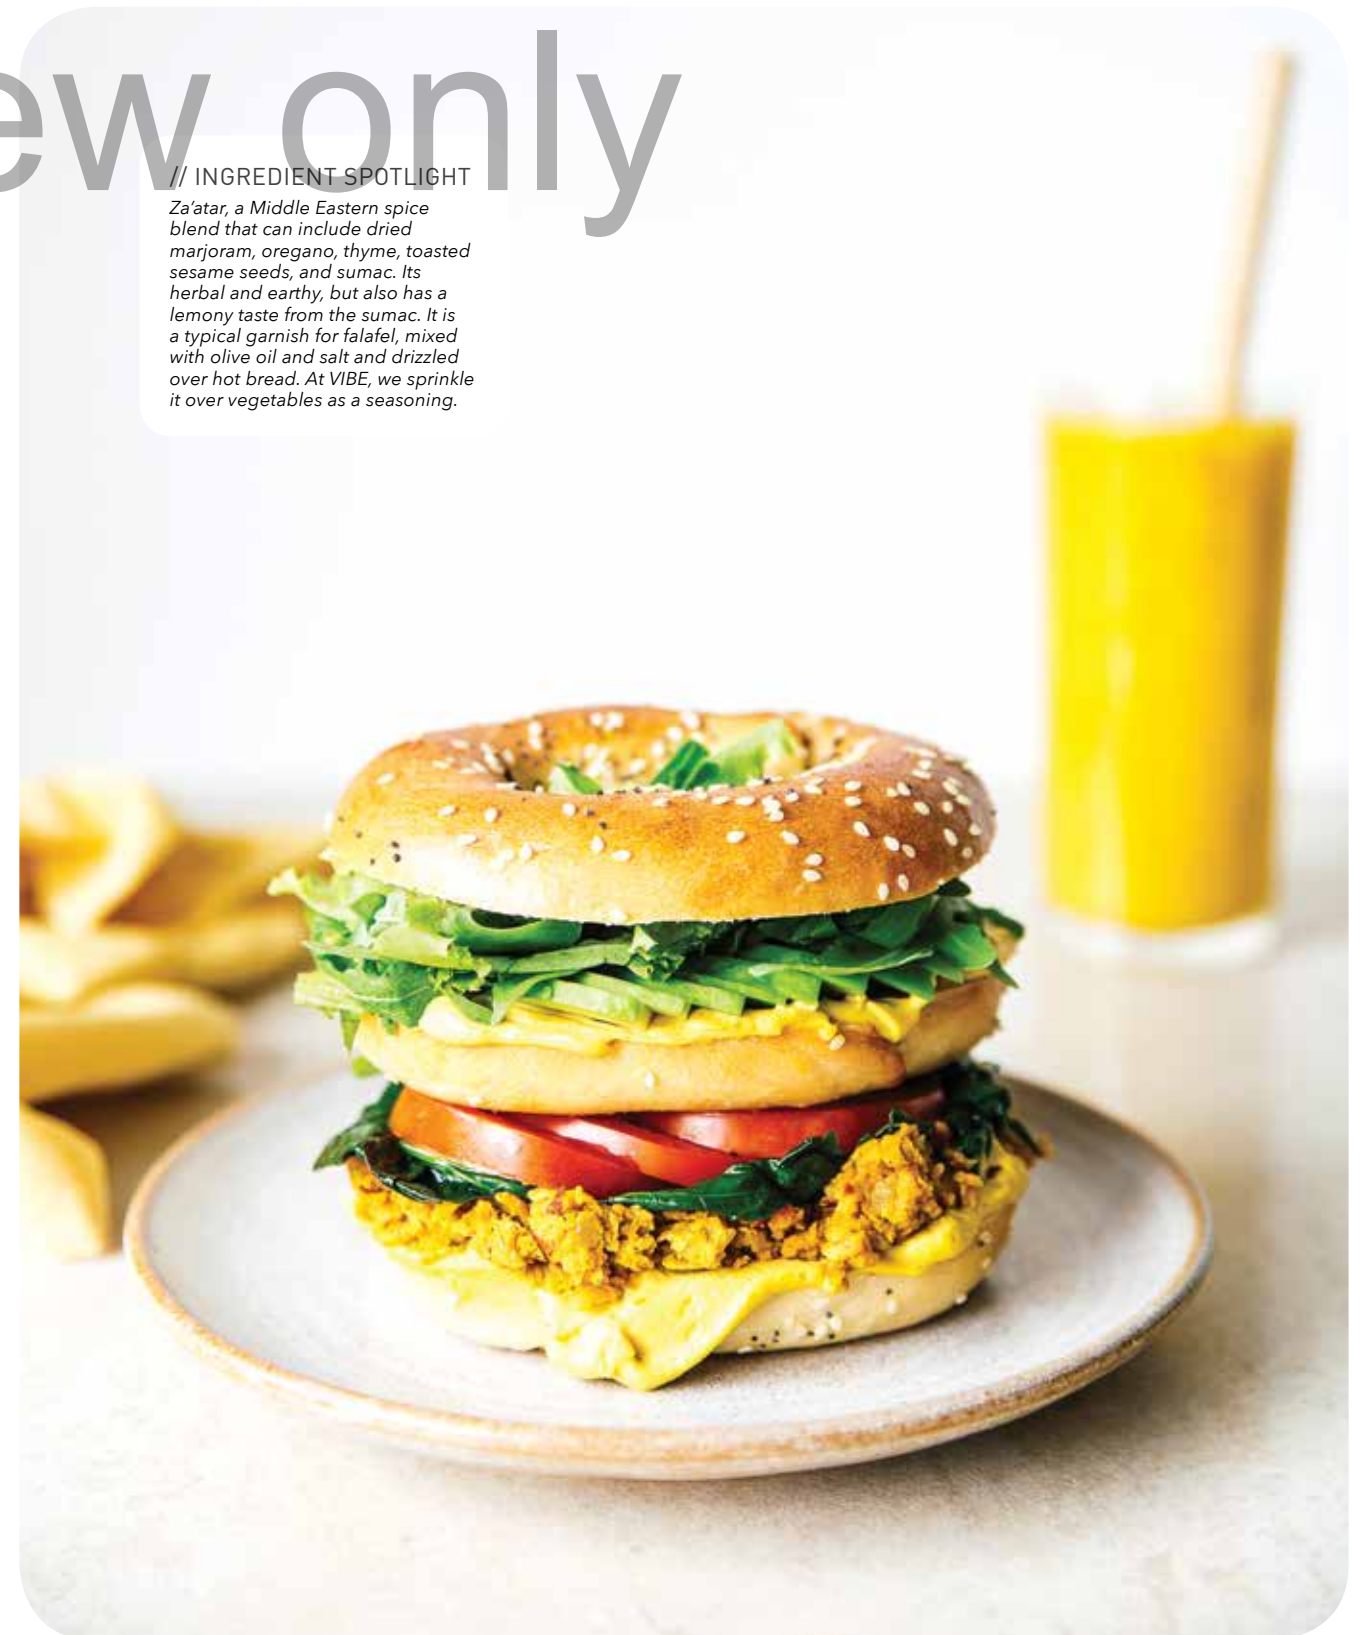 ew only
// INGREDIENT SPOTLIGHT
Za’atar, a Middle Eastern spice
blend that can include dried
marjoram, oregano, thyme, toasted
sesame seeds, and sumac. Its
herbal and earthy, but also has a
lemony taste from the sumac. It is
a typical garnish for falafel, mixed
with olive oil and salt and drizzled
over hot bread. At VIBE, we sprinkle
it over vegetables as a seasoning.